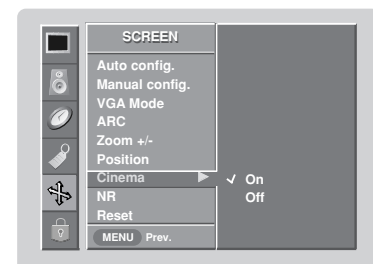 SCREEN
Auto config.
Manual config.
VGA Mode
ARC
Zoom +/-
Position
Cinema ▶ ✓ On
NR Off
Reset
MENU Prev.